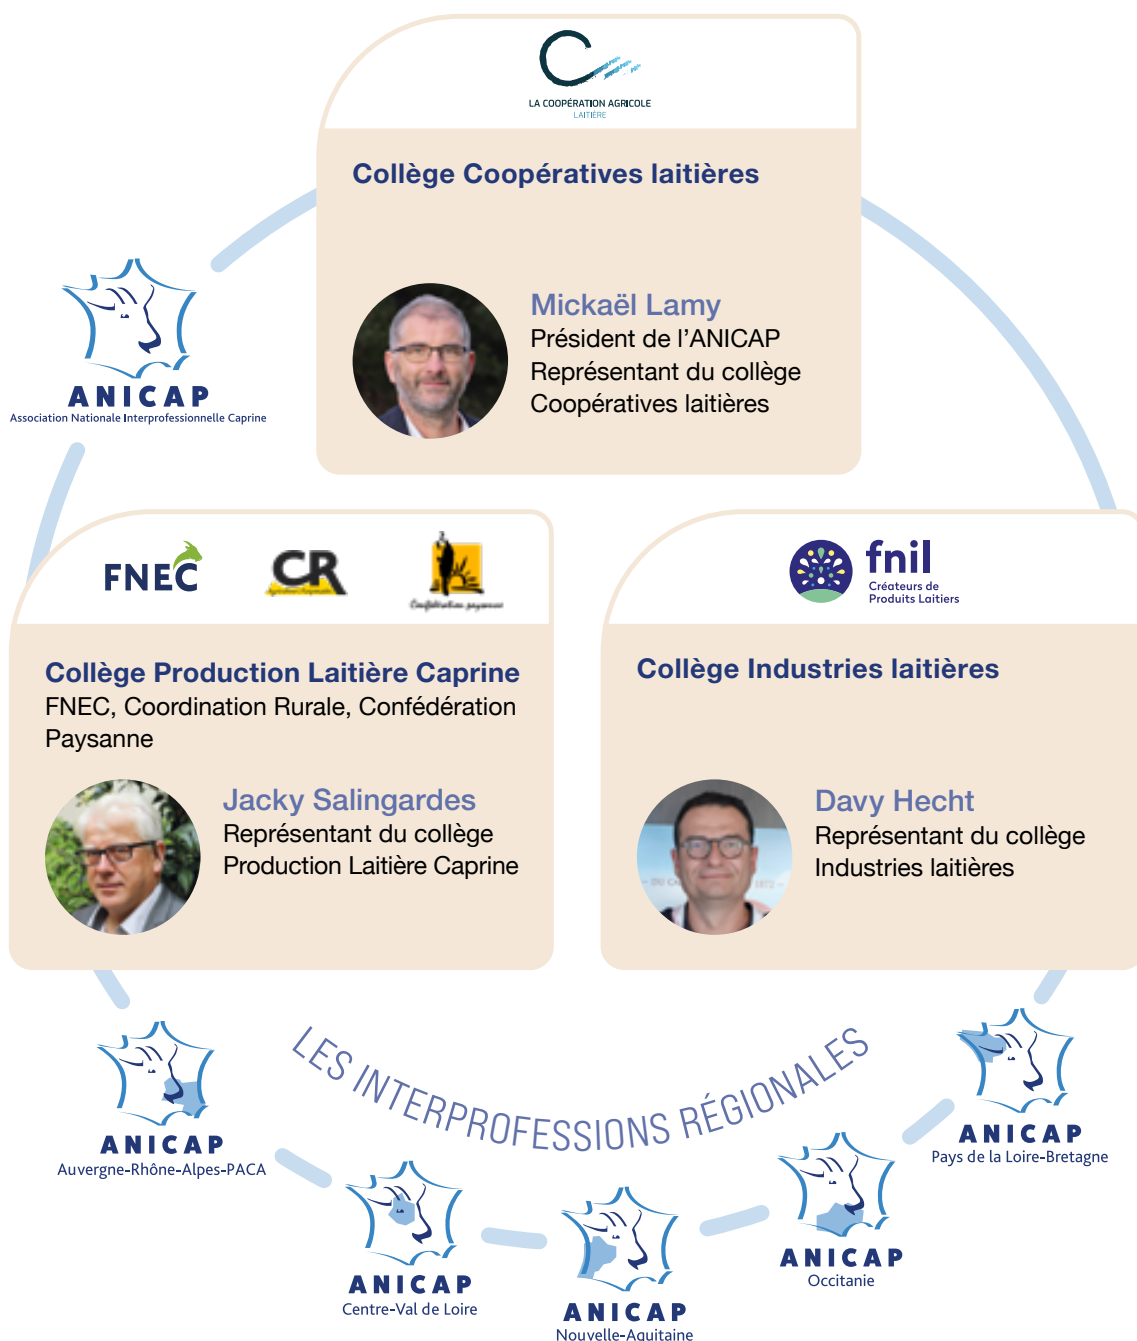 LA COOPÉRATION AGRICOLE
LAITIÈRE
Collège Coopératives laitières
Mickaël Lamy
Président de l’ANICAP
Représentant du collège
Coopératives laitières
ANICAP
Association Nationale Interprofessionnelle Caprine
FNEC
CR
Confédération paysanne
Collège Production Laitière Caprine
FNEC, Coordination Rurale, Confédération
Paysanne
Jacky Salingardes
Représentant du collège
Production Laitière Caprine
fnil
Créateurs de
Produits Laitiers
Collège Industries laitières
Davy Hecht
Représentant du collège
Industries laitières
LES INTERPROFESSIONS RÉGIONALES
ANICAP
Auvergne-Rhône-Alpes-PACA
ANICAP
Centre-Val de Loire
ANICAP
Nouvelle-Aquitaine
ANICAP
Occitanie
ANICAP
Pays de la Loire-Bretagne